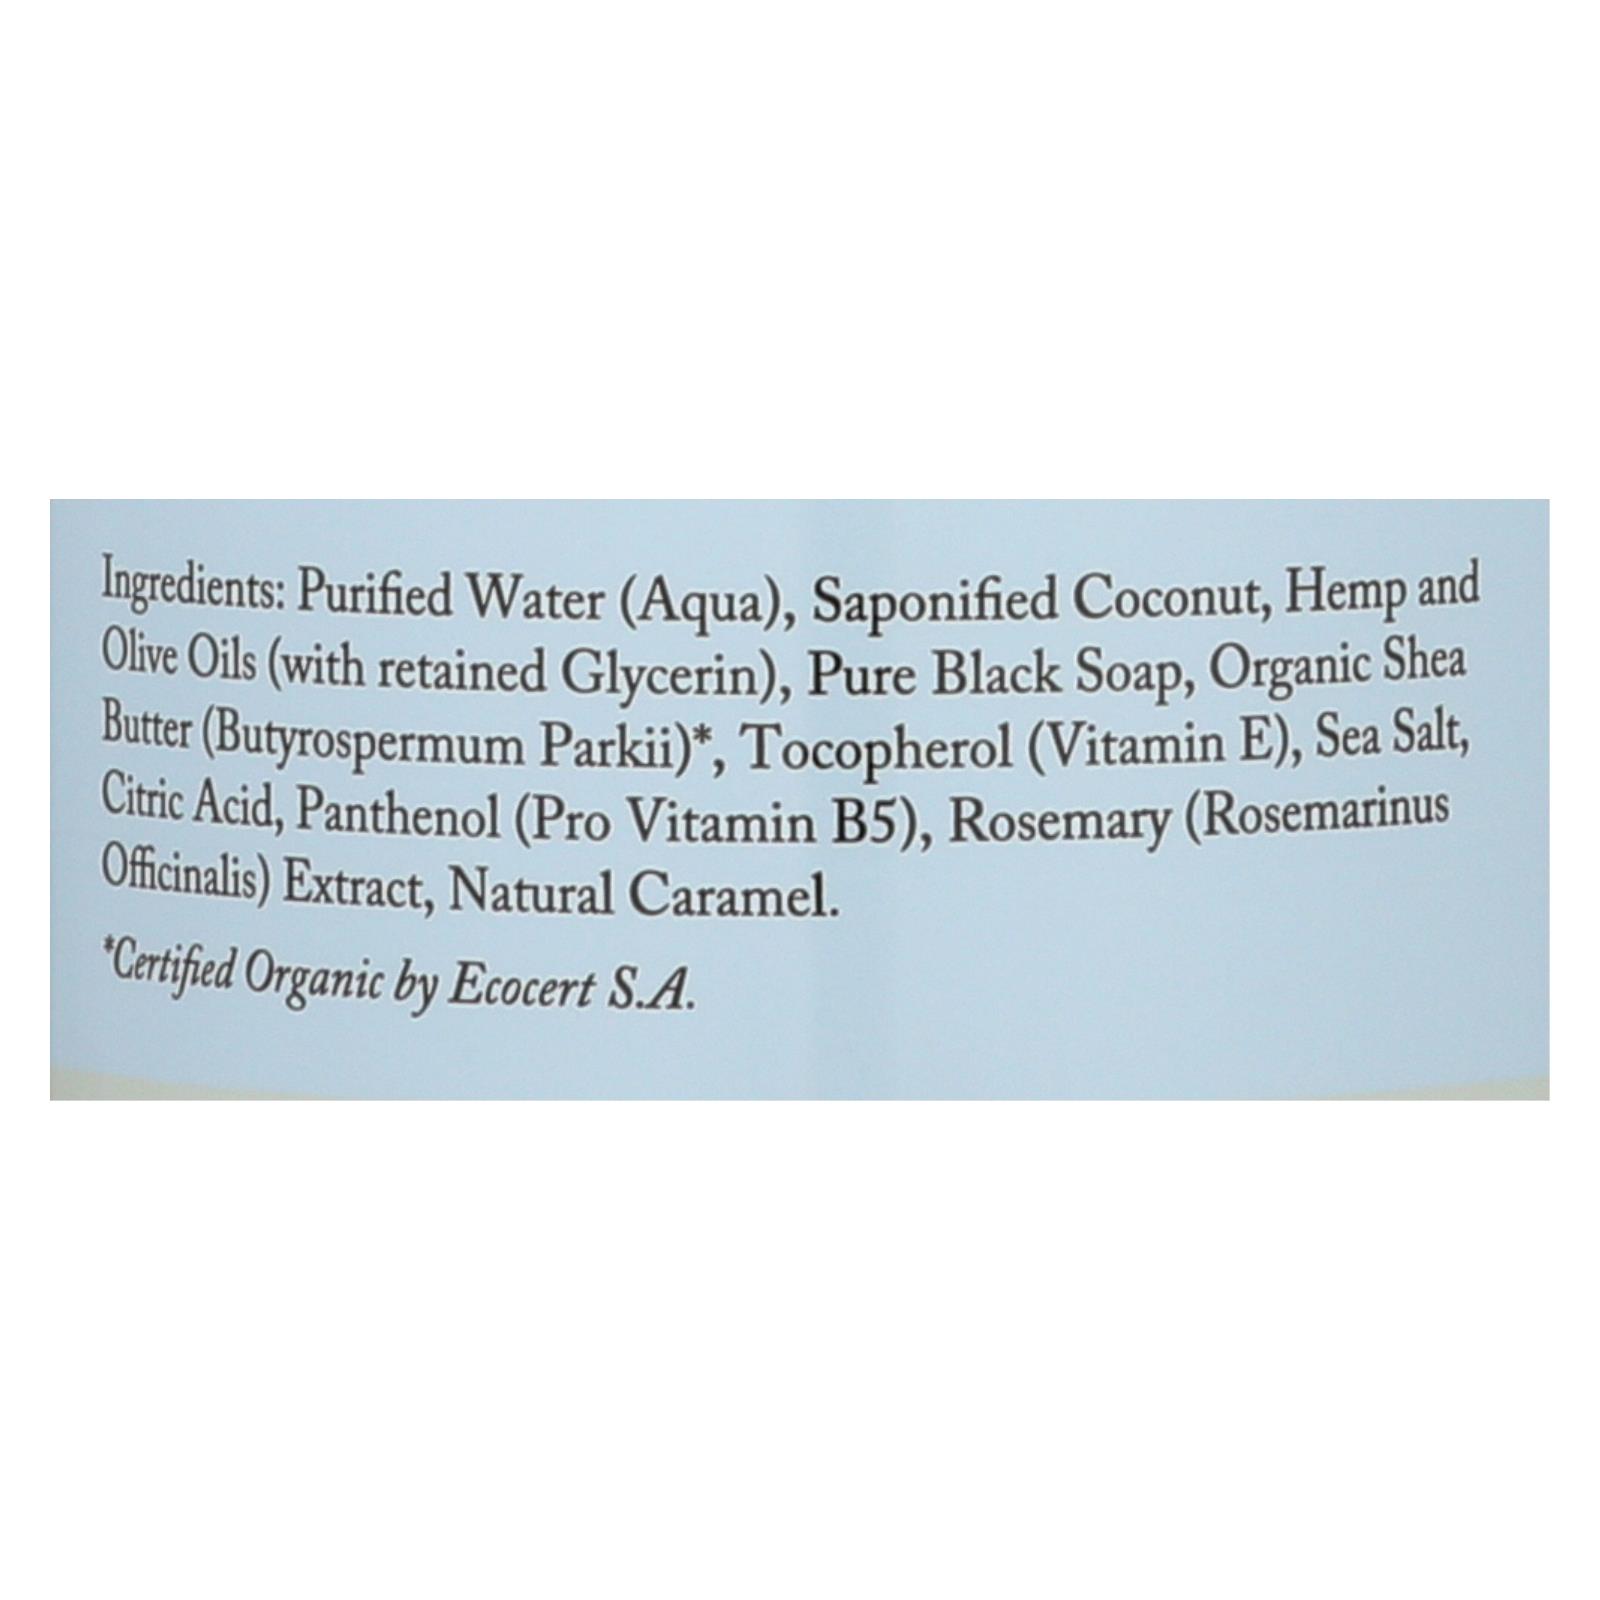 Ingredients: Purified Water (Aqua), Saponified Coconut, Hemp and
Olive Oils (with retained Glycerin), Pure Black Soap, Organic Shea
Butter (Butyrospermum Parkii)*, Tocopherol (Vitamin E), Sea Salt,
Citric Acid, Panthenol (Pro Vitamin B5), Rosemary (Rosemarinus
Officinalis) Extract, Natural Caramel.
*Certified Organic by Ecocert S.A.